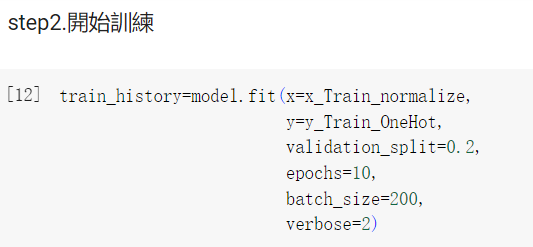 step2.開始訓練
[12] train_history=model.fit(x=x_Train_normalize,
y=y_Train_OneHot,
validation_split=0.2,
epochs=10,
batch_size=200,
verbose=2)